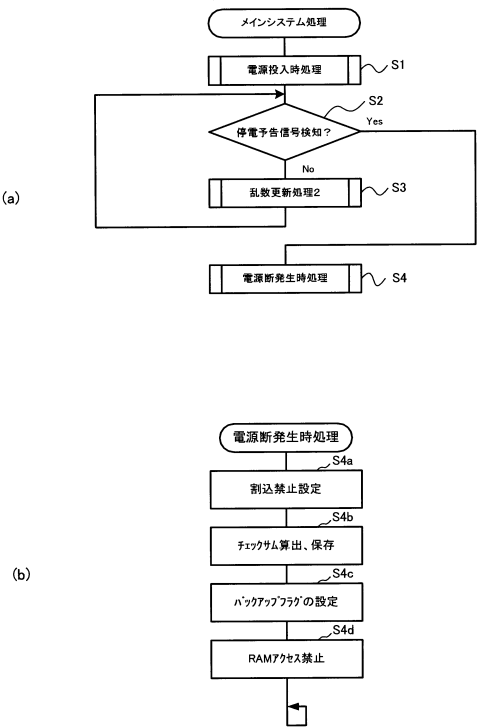 メインシステム処理
電源投入時処理
S1
S2
停電予告信号検知？
Yes
No
(a)
乱数更新処理２
S3
電源断発生時処理
S4
電源断発生時処理
S4a
割込禁止設定
S4b
ﾁｪｯｸｻﾑ算出、保存
S4c
(b)
ﾊﾞｯｸｱｯﾌﾟﾌﾗｸﾞの設定
S4d
RAMｱｸｾｽ禁止